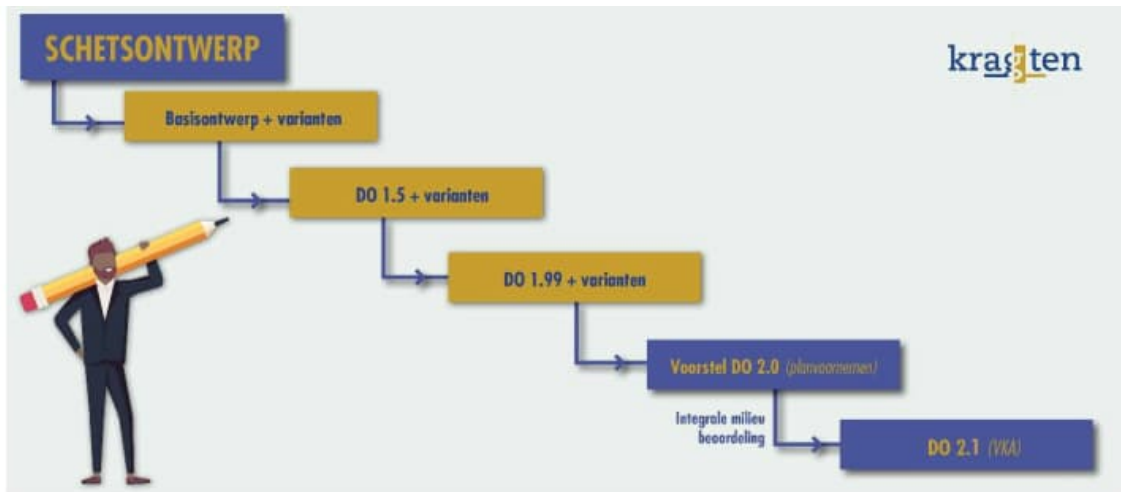 SCHETSONTWERP
kragten
Basisontwerp + varianten
DO 1.5 + varianten
DO 1.99 + varianten
Voorstel DO 2.0 (planvoornemen)
Integrale milieu
beoordeling
DO 2.1 (VKA)